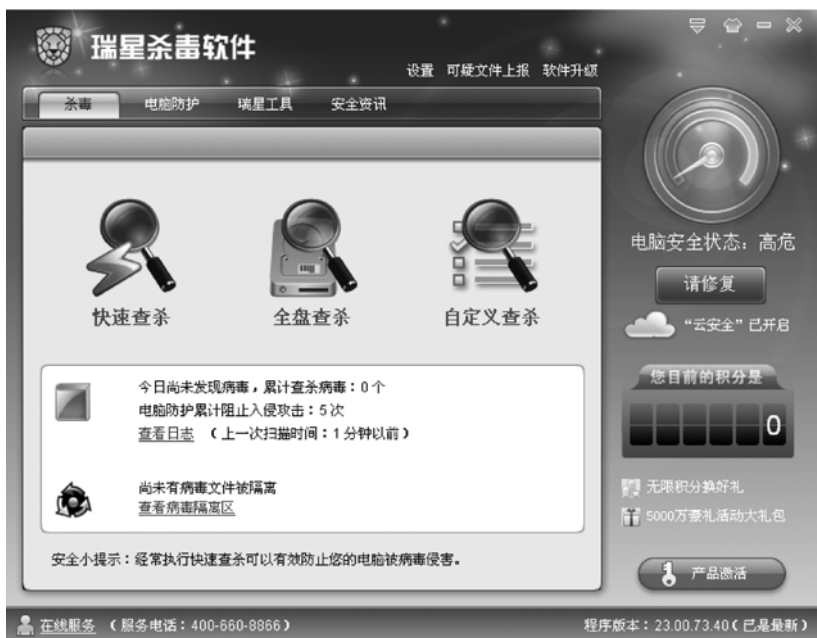 瑞星杀毒软件
设置 可疑文件上报 软件升级
杀毒 电脑防护 瑞星工具 安全资讯
快速查杀 全盘查杀 自定义查杀
今日尚未发现病毒，累计查杀病毒：0个
电脑防护累计阻止入侵攻击：5次
查看日志 （上一次扫描时间：1分钟以前）
尚未有病毒文件被隔离
查看病毒隔离区
安全小提示：经常执行快速查杀可以有效防止您的电脑被病毒侵害。
电脑安全状态：高危
请修复
“云安全”已开启
您目前的积分是
0
无限积分换好礼
5000万豪礼活动大礼包
产品激活
在线服务 （服务电话：400-660-8866）
程序版本：23.00.73.40（已是最新）